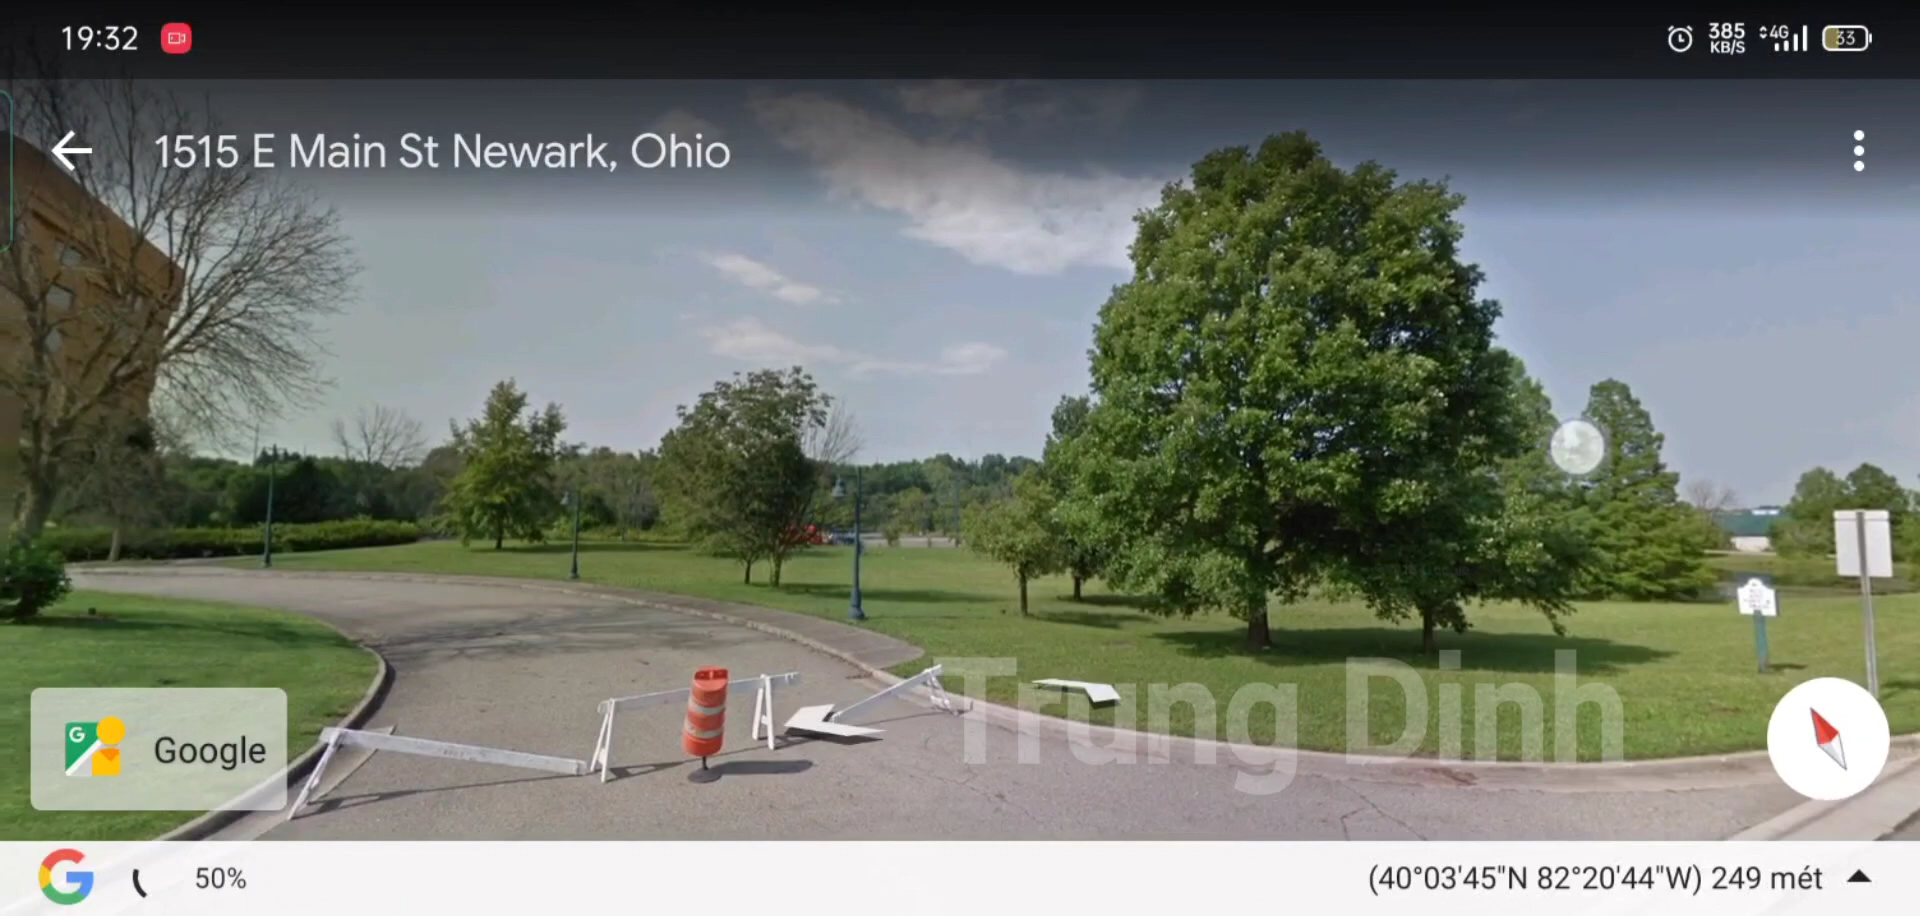 19:32
385
KB/S
4G
33
1515 E Main St Newark, Ohio
Trung Dinh
G
Google
50%
(40°03'45"N 82°20'44"W) 249 mét